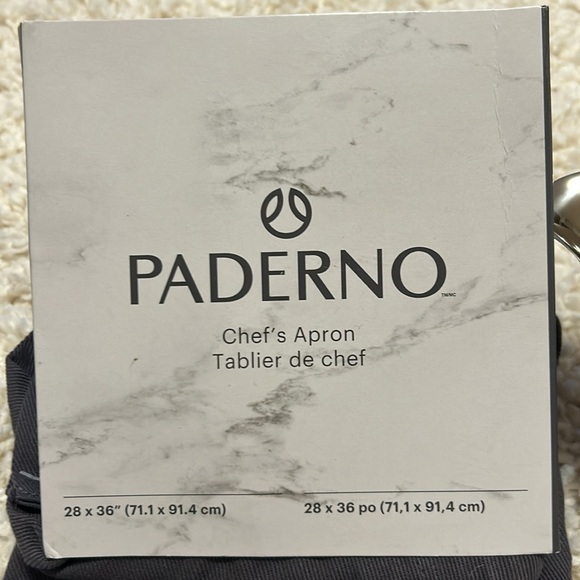 PADERNO
TM/MC
Chef's Apron
Tablier de chef
28 x 36" (71.1 x 91.4 cm)
28 x 36 po (71,1 x 91,4 cm)